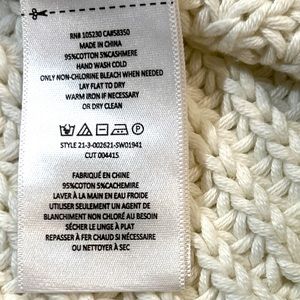 RN# 105230 CA#58350
MADE IN CHINA
95%COTTON 5%CASHMERE
HAND WASH COLD
ONLY NON-CHLORINE BLEACH WHEN NEEDED
LAY FLAT TO DRY
WARM IRON IF NECESSARY
OR DRY CLEAN
STYLE 21-3-002621-SW01941
CUT 004415
FABRIQUÉ EN CHINE
95%COTON 5%CACHEMIRE
LAVER À LA MAIN EN EAU FROIDE
UTILISER SEULEMENT UN AGENT DE
BLANCHIMENT NON CHLORÉ AU BESOIN
SÉCHER LE LINGE À PLAT
REPASSER À FER CHAUD SI NÉCESSAIRE
OU NETTOYER À SEC